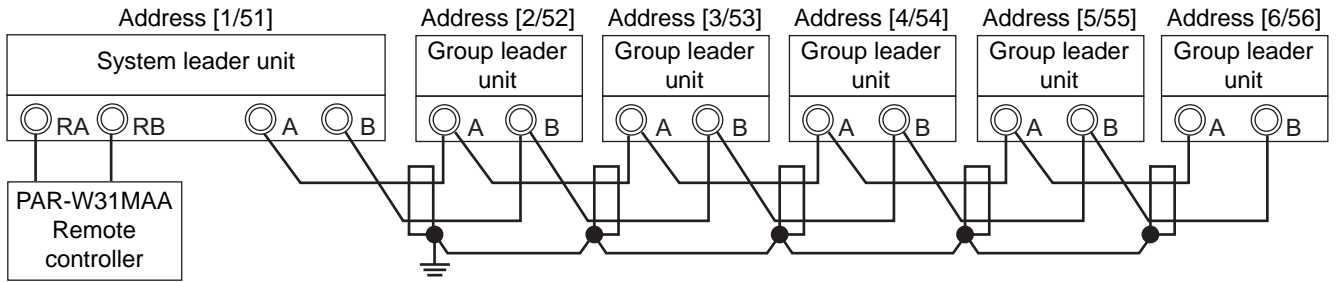 Address [1/51] Address [2/52] Address [3/53] Address [4/54] Address [5/55] Address [6/56]
System leader unit
Group leader
unit
Group leader
unit
Group leader
unit
Group leader
unit
Group leader
unit
RA RB A B A B A B A B A B A B
PAR-W31MAA
Remote
controller